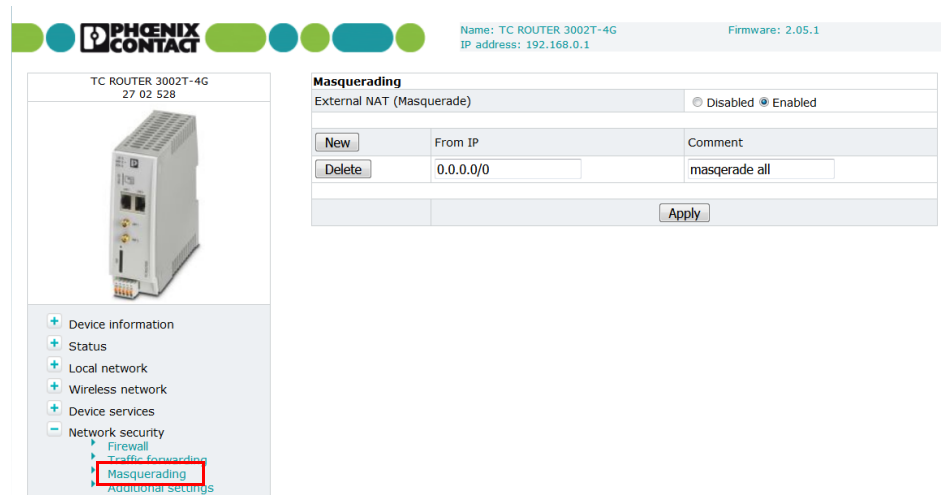 PHŒNIX
CONTACT
Name: TC ROUTER 3002T-4G Firmware: 2.05.1
IP address: 192.168.0.1
TC ROUTER 3002T-4G
27 02 528
Masquerading
External NAT (Masquerade) Disabled Enabled
New From IP Comment
Delete 0.0.0.0/0 masqerade all
Apply
Device information
Status
Local network
Wireless network
Device services
Network security
Firewall
Traffic forwarding
Masquerading
Additional settings